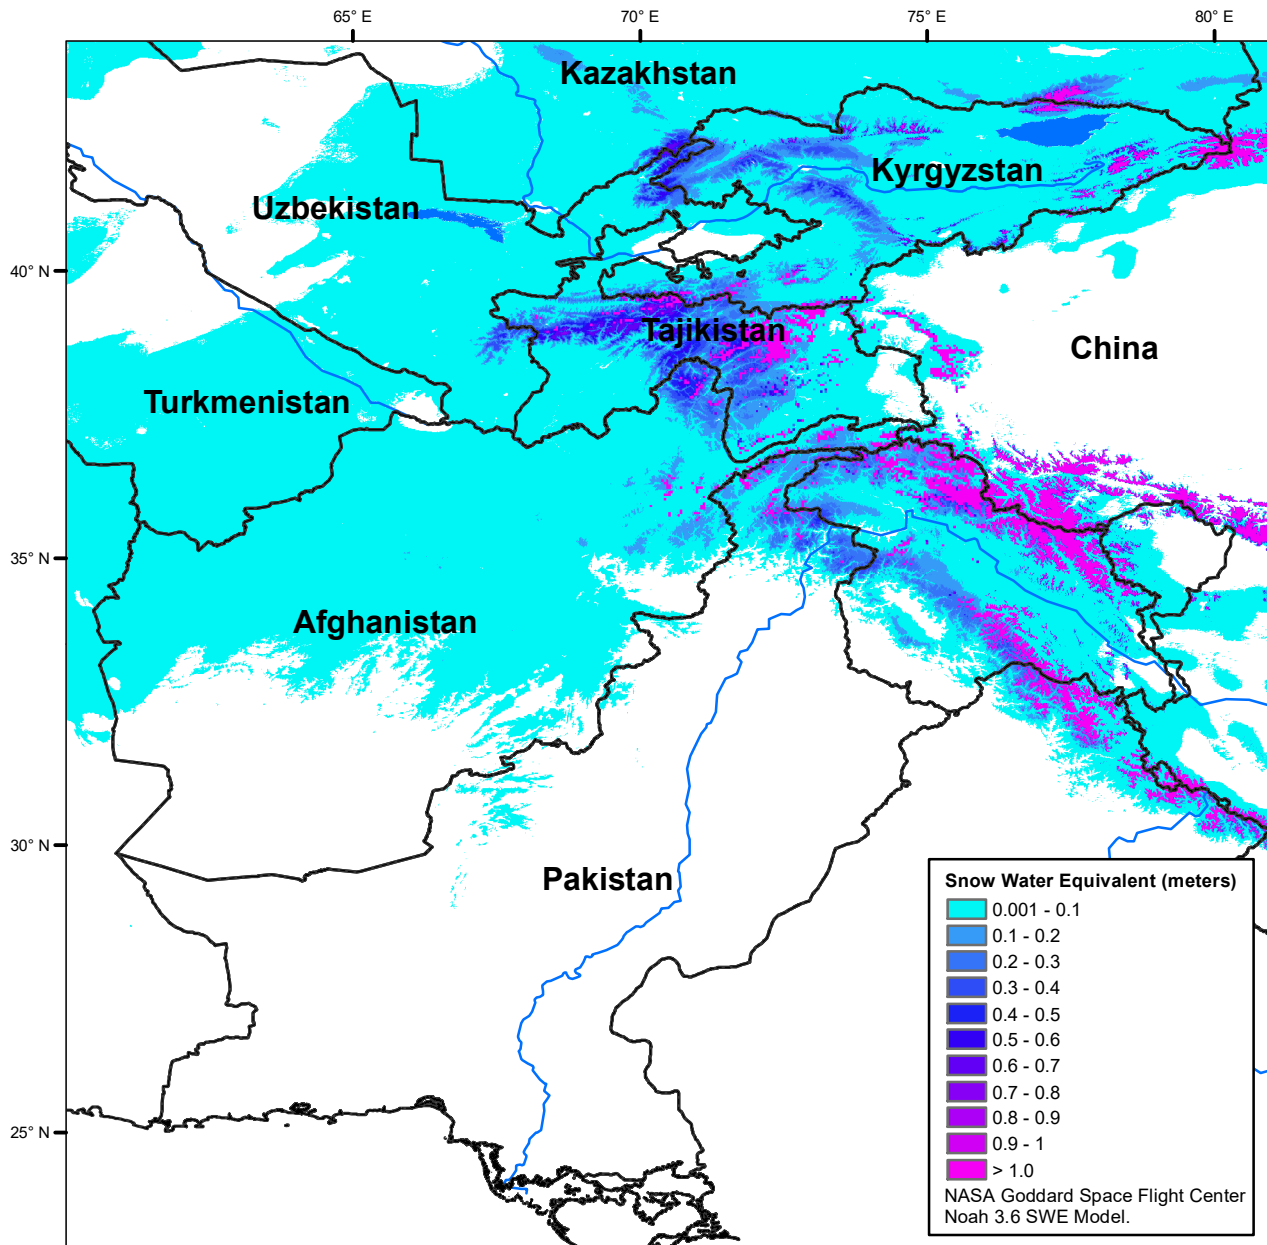 65° E
70° E
75° E
80° E
Kazakhstan
Kyrgyzstan
Uzbekistan
40° N
Tajikistan
China
Turkmenistan
35° N
Afghanistan
30° N
Pakistan
25° N
Snow Water Equivalent (meters)
0.001 - 0.1
0.1 - 0.2
0.2 - 0.3
0.3 - 0.4
0.4 - 0.5
0.5 - 0.6
0.6 - 0.7
0.7 - 0.8
0.8 - 0.9
0.9 - 1
> 1.0
NASA Goddard Space Flight Center
Noah 3.6 SWE Model.